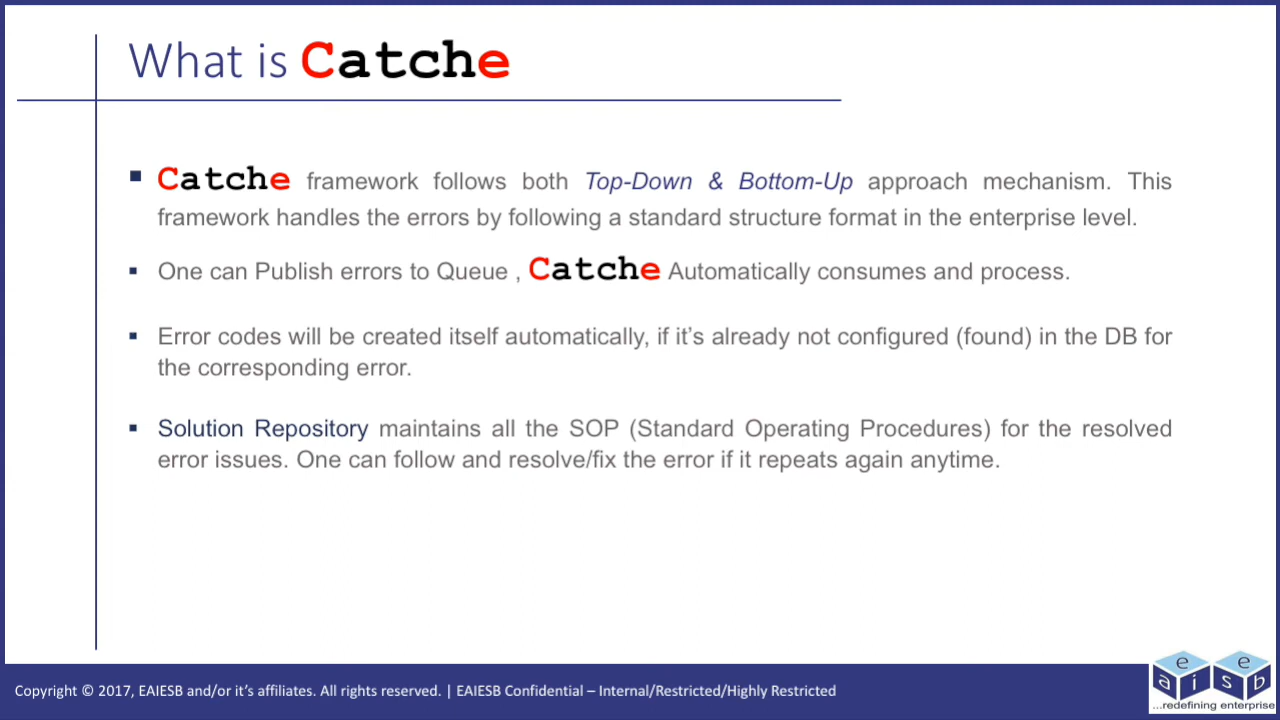 What is Catche
▪ Catche framework follows both Top-Down & Bottom-Up approach mechanism. This
framework handles the errors by following a standard structure format in the enterprise level.
▪ One can Publish errors to Queue , Catche Automatically consumes and process.
▪ Error codes will be created itself automatically, if it’s already not configured (found) in the DB for
the corresponding error.
▪ Solution Repository maintains all the SOP (Standard Operating Procedures) for the resolved
error issues. One can follow and resolve/fix the error if it repeats again anytime.
Copyright © 2017, EAIESB and/or it’s affiliates. All rights reserved. | EAIESB Confidential – Internal/Restricted/Highly Restricted
e e
a i s b
...redefining enterprise